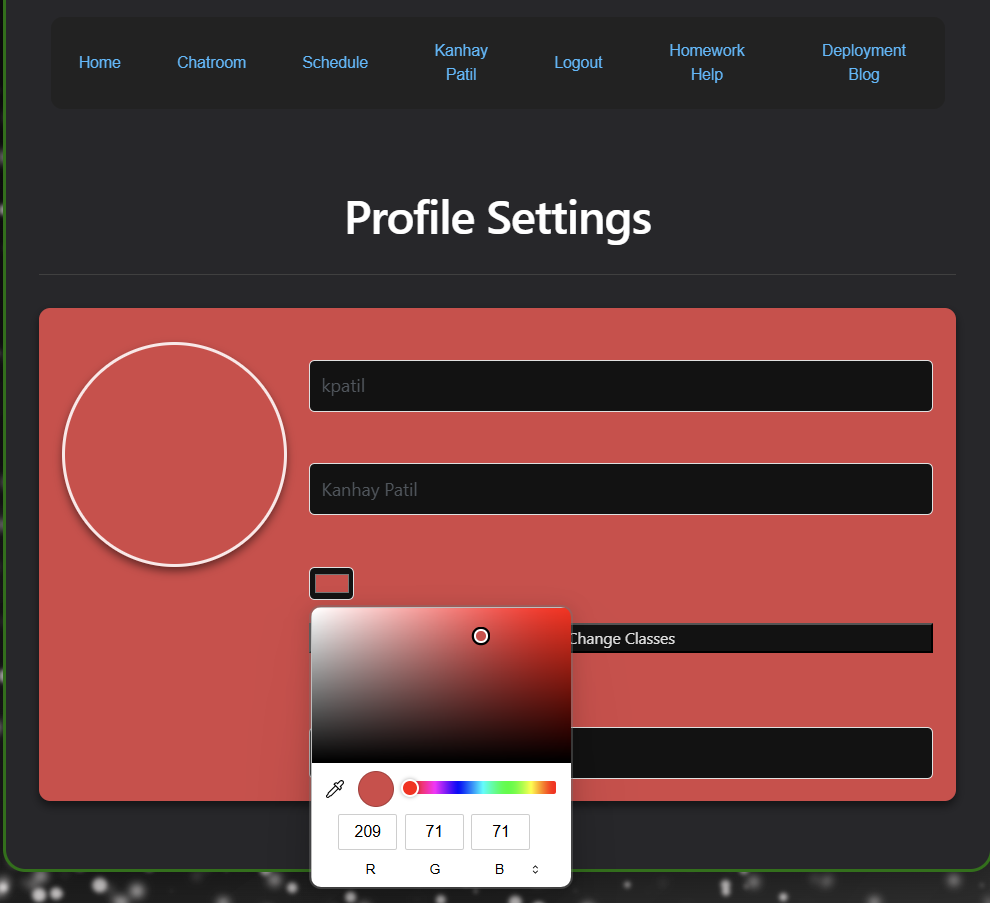 Home
Chatroom
Schedule
Kanhay
Patil
Logout
Homework
Help
Deployment
Blog
Profile Settings
kpatil
Kanhay Patil
Change Classes
209 71 71
R G B